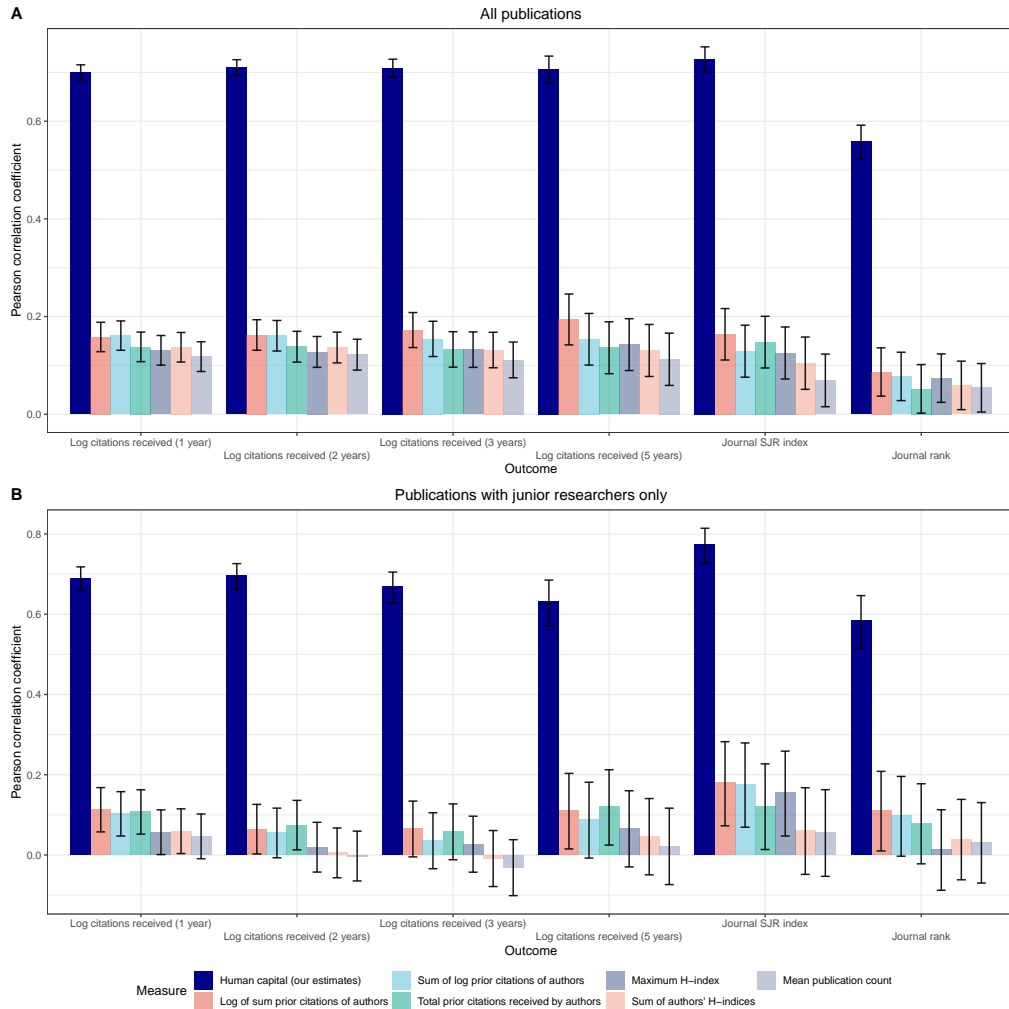 A
All publications
Pearson correlation coefficient
0.6
0.4
0.2
0.0
Log citations received (1 year)
Log citations received (2 years)
Log citations received (3 years)
Log citations received (5 years)
Journal SJR index
Journal rank
Outcome
B
Publications with junior researchers only
Pearson correlation coefficient
0.8
0.6
0.4
0.2
0.0
Log citations received (1 year)
Log citations received (2 years)
Log citations received (3 years)
Log citations received (5 years)
Journal SJR index
Journal rank
Outcome
Measure
Human capital (our estimates)
Log of sum prior citations of authors
Sum of log prior citations of authors
Total prior citations received by authors
Maximum H−index
Sum of authors' H−indices
Mean publication count